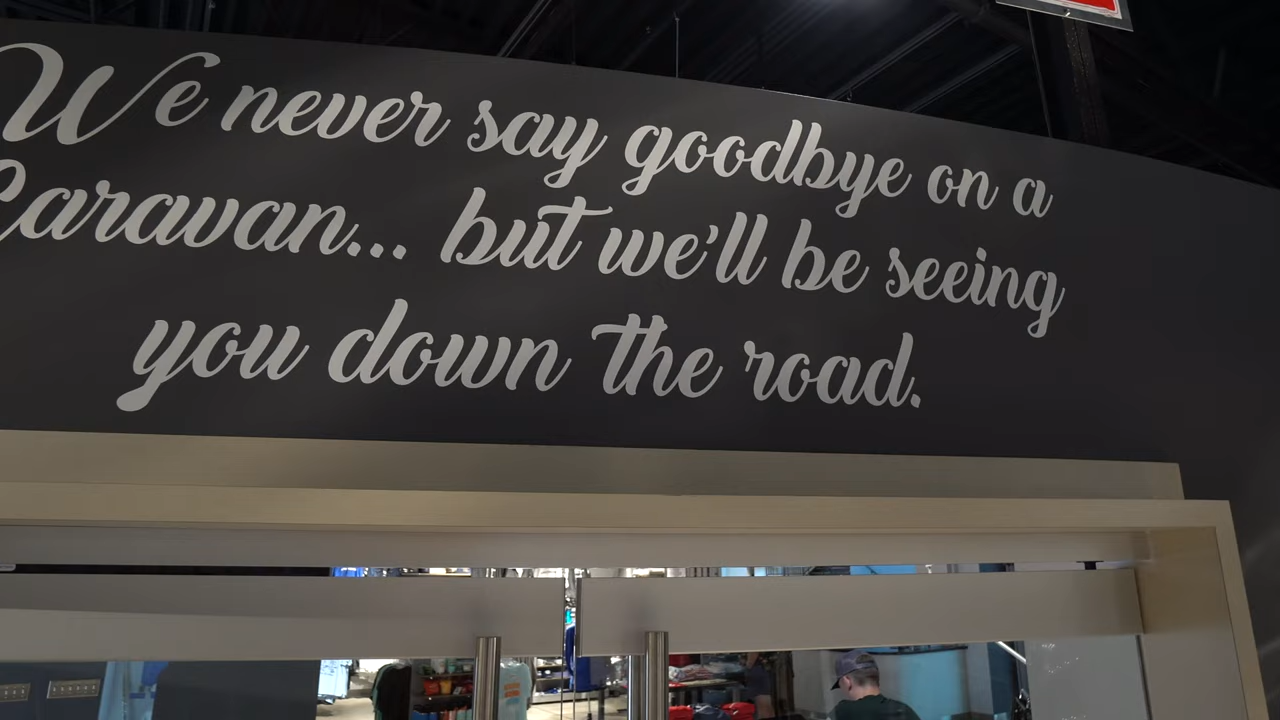 We never say goodbye on a
Caravan... but we'll be seeing
you down the road.